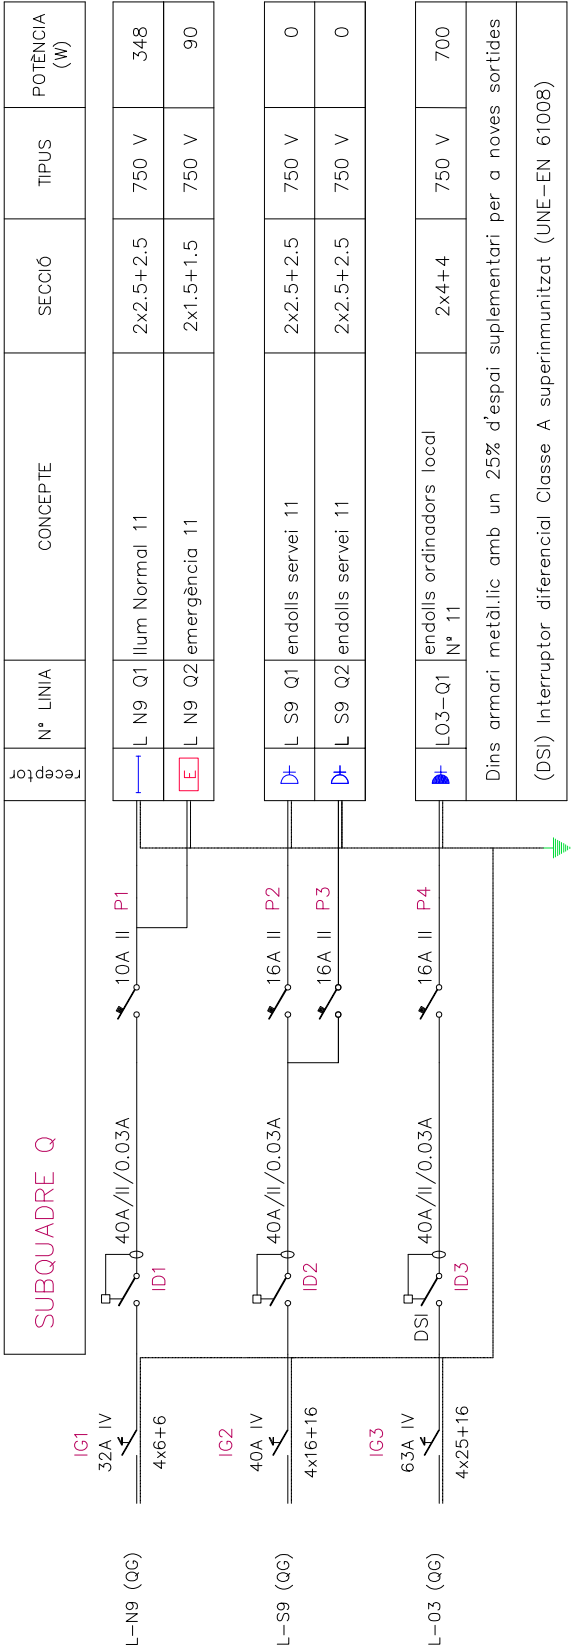 SUBQUADRE Q
receptor
Nº LINIA
CONCEPTE
SECCIÓ
TIPUS
POTÈNCIA
(W)
L-N9 (QG)
IG1
32A IV
4x6+6
ID1
40A/II/0.03A
10A II P1
L N9 Q1
llum Normal 11
2x2.5+2.5
750 V
348
E
L N9 Q2
emergència 11
2x1.5+1.5
750 V
90
L-S9 (QG)
IG2
40A IV
4x16+16
ID2
40A/II/0.03A
16A II P2
L S9 Q1
endolls servei 11
2x2.5+2.5
750 V
0
16A II P3
L S9 Q2
endolls servei 11
2x2.5+2.5
750 V
0
L-03 (QG)
IG3
63A IV
4x25+16
DSI
ID3
40A/II/0.03A
16A II P4
L03-Q1
endolls ordinadors local
Nº 11
2x4+4
750 V
700
Dins armari metàl.lic amb un 25% d'espai suplementari per a noves sortides
(DSI) Interruptor diferencial Classe A superinmunitzat (UNE-EN 61008)